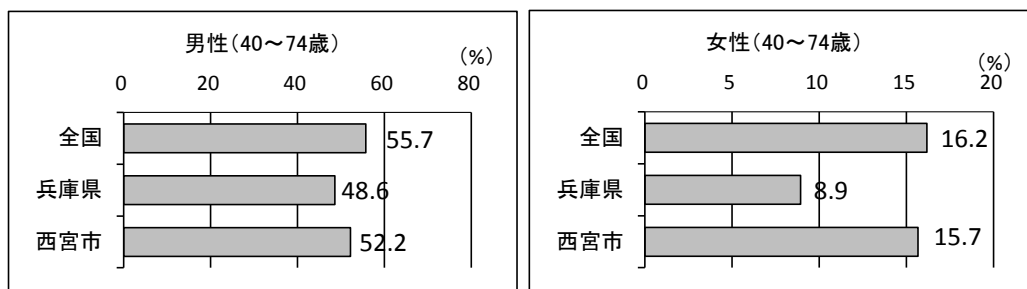 男性(40～74歳)
(%)
0 20 40 60 80
全国 55.7
兵庫県 48.6
西宮市 52.2
女性(40～74歳)
(%)
0 5 10 15 20
全国 16.2
兵庫県 8.9
西宮市 15.7